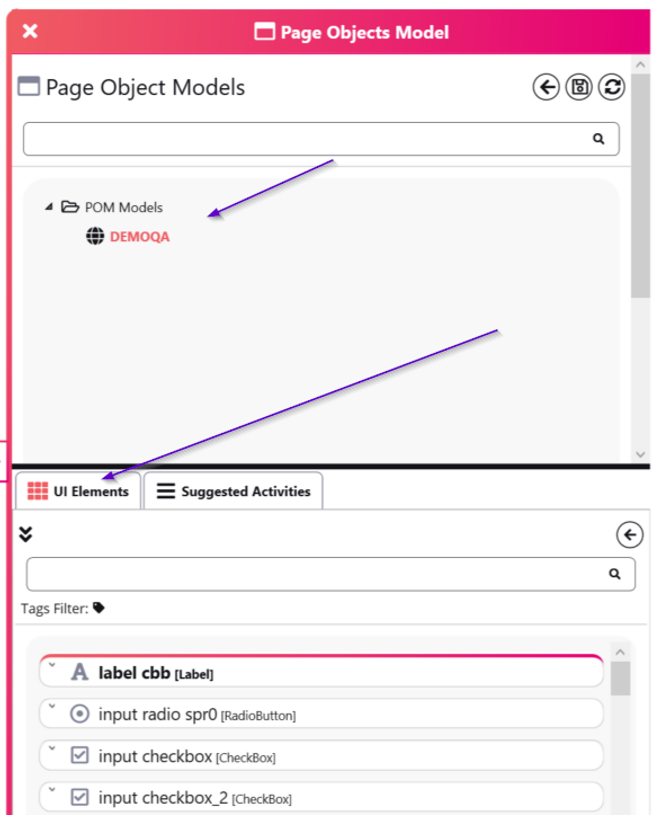 Page Objects Model
Page Object Models
POM Models
DEMOQA
UI Elements
Suggested Activities
Tags Filter:
label cbb [Label]
input radio spr0 [RadioButton]
input checkbox [CheckBox]
input checkbox_2 [CheckBox]